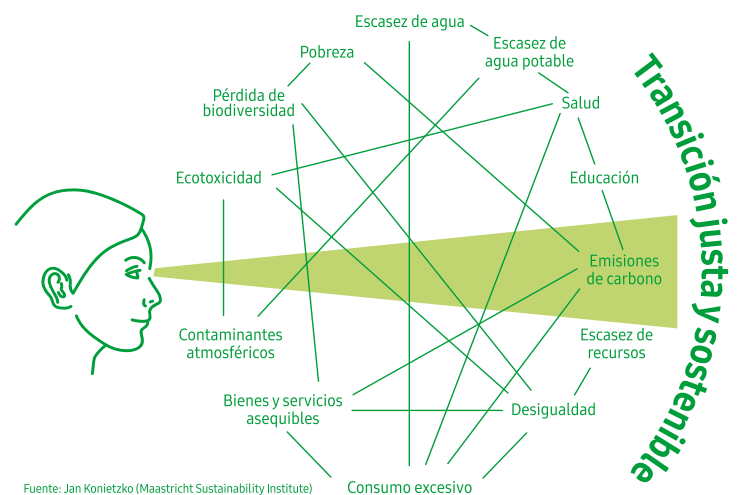 Escasez de agua
Escasez de
agua potable
Pobreza
Pérdida de
biodiversidad
Salud
Ecotoxicidad
Educación
Emisiones
de carbono
Contaminantes
atmosféricos
Escasez de
recursos
Bienes y servicios
asequibles
Desigualdad
Consumo excesivo
Transición justa y sostenible
Fuente: Jan Konietzko (Maastricht Sustainability Institute)